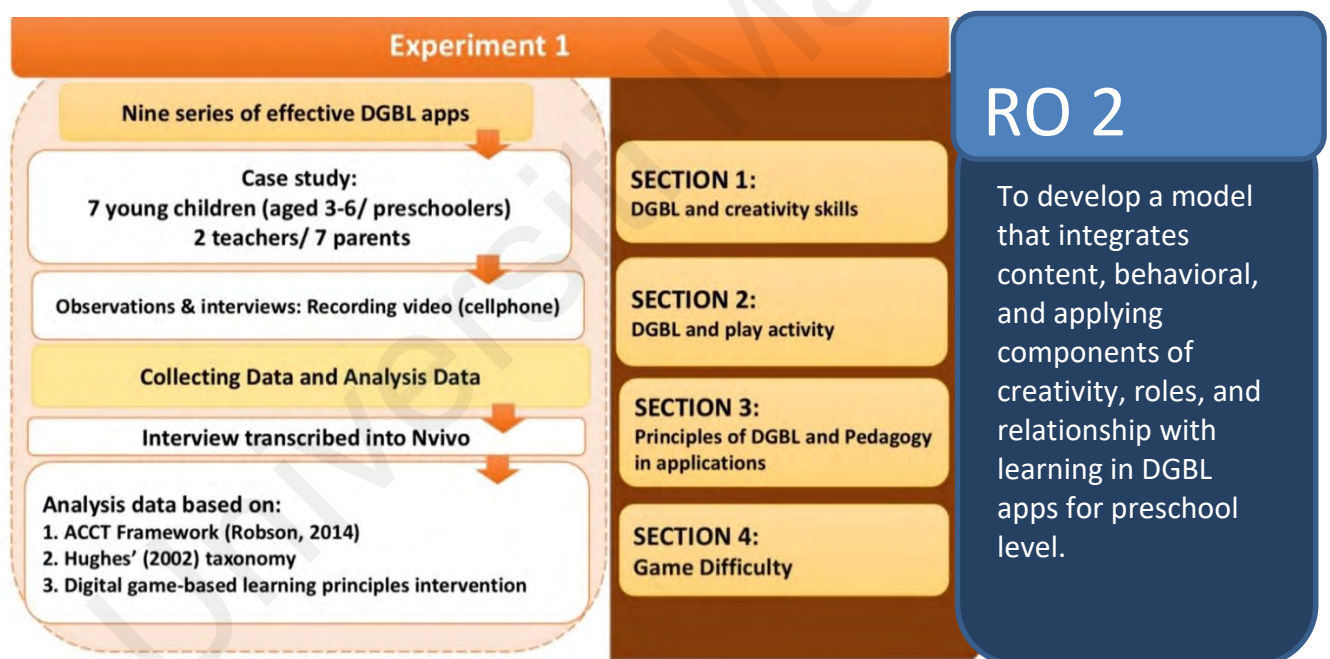 Experiment 1
Nine series of effective DGBL apps
Case study:
7 young children (aged 3-6/ preschoolers)
2 teachers/ 7 parents
Observations & interviews: Recording video (cellphone)
Collecting Data and Analysis Data
Interview transcribed into Nvivo
Analysis data based on:
1. ACCT Framework (Robson, 2014)
2. Hughes’ (2002) taxonomy
3. Digital game-based learning principles intervention
SECTION 1:
DGBL and creativity skills
SECTION 2:
DGBL and play activity
SECTION 3:
Principles of DGBL and Pedagogy
in applications
SECTION 4:
Game Difficulty
RO 2
To develop a model
that integrates
content, behavioral,
and applying
components of
creativity, roles, and
relationship with
learning in DGBL
apps for preschool
level.